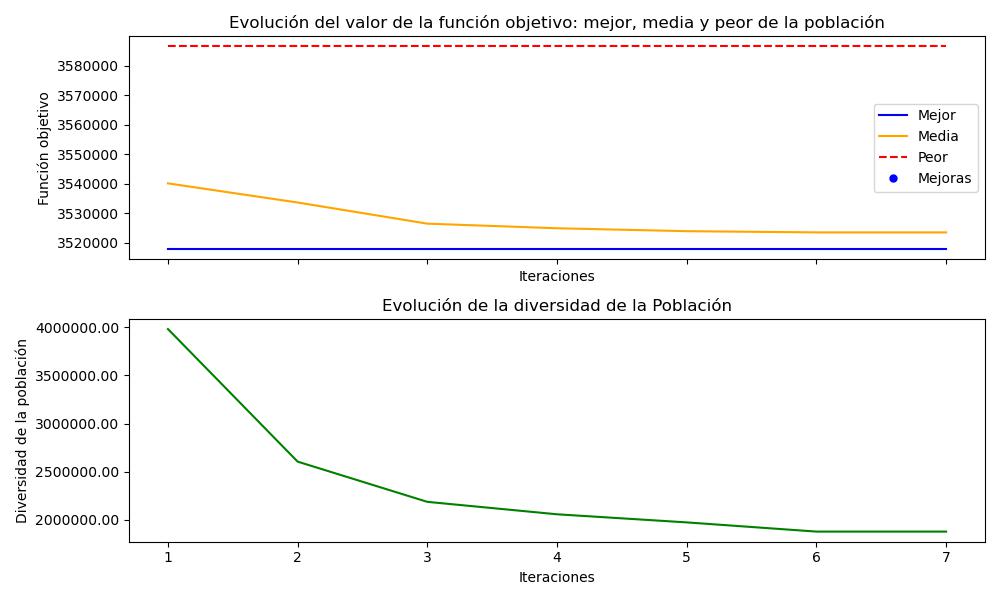 Evolución del valor de la función objetivo: mejor, media y peor de la población
Función objetivo
3580000
3570000
3560000
3550000
3540000
3530000
3520000
Mejor
Media
Peor
Mejoras
Iteraciones
Evolución de la diversidad de la Población
Diversidad de la población
4000000.00
3500000.00
3000000.00
2500000.00
2000000.00
1 2 3 4 5 6 7
Iteraciones